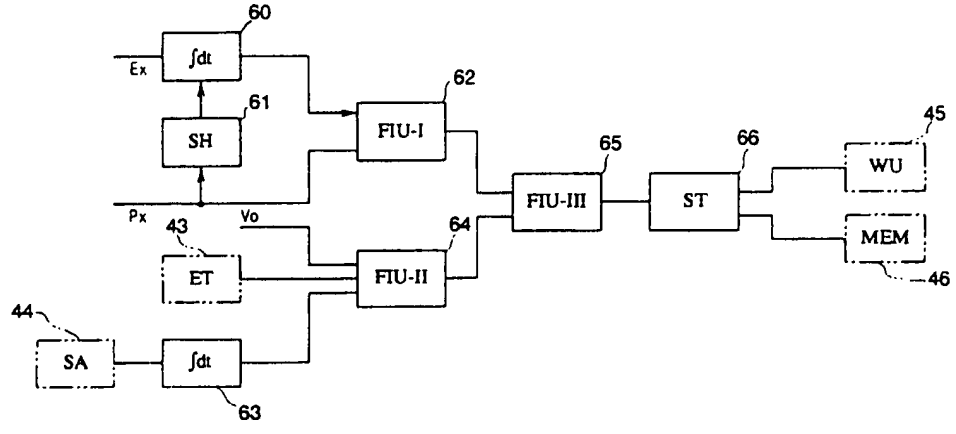 60
∫dt
Ex
61
SH
62
FIU-I
Px
Vo
43
ET
64
FIU-II
65
FIU-III
66
ST
45
WU
MEM
46
44
SA
∫dt
63